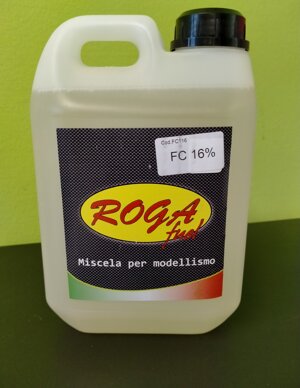 Cod.FC116
FC 16%
ROGA
fuel
Miscela per modellismo